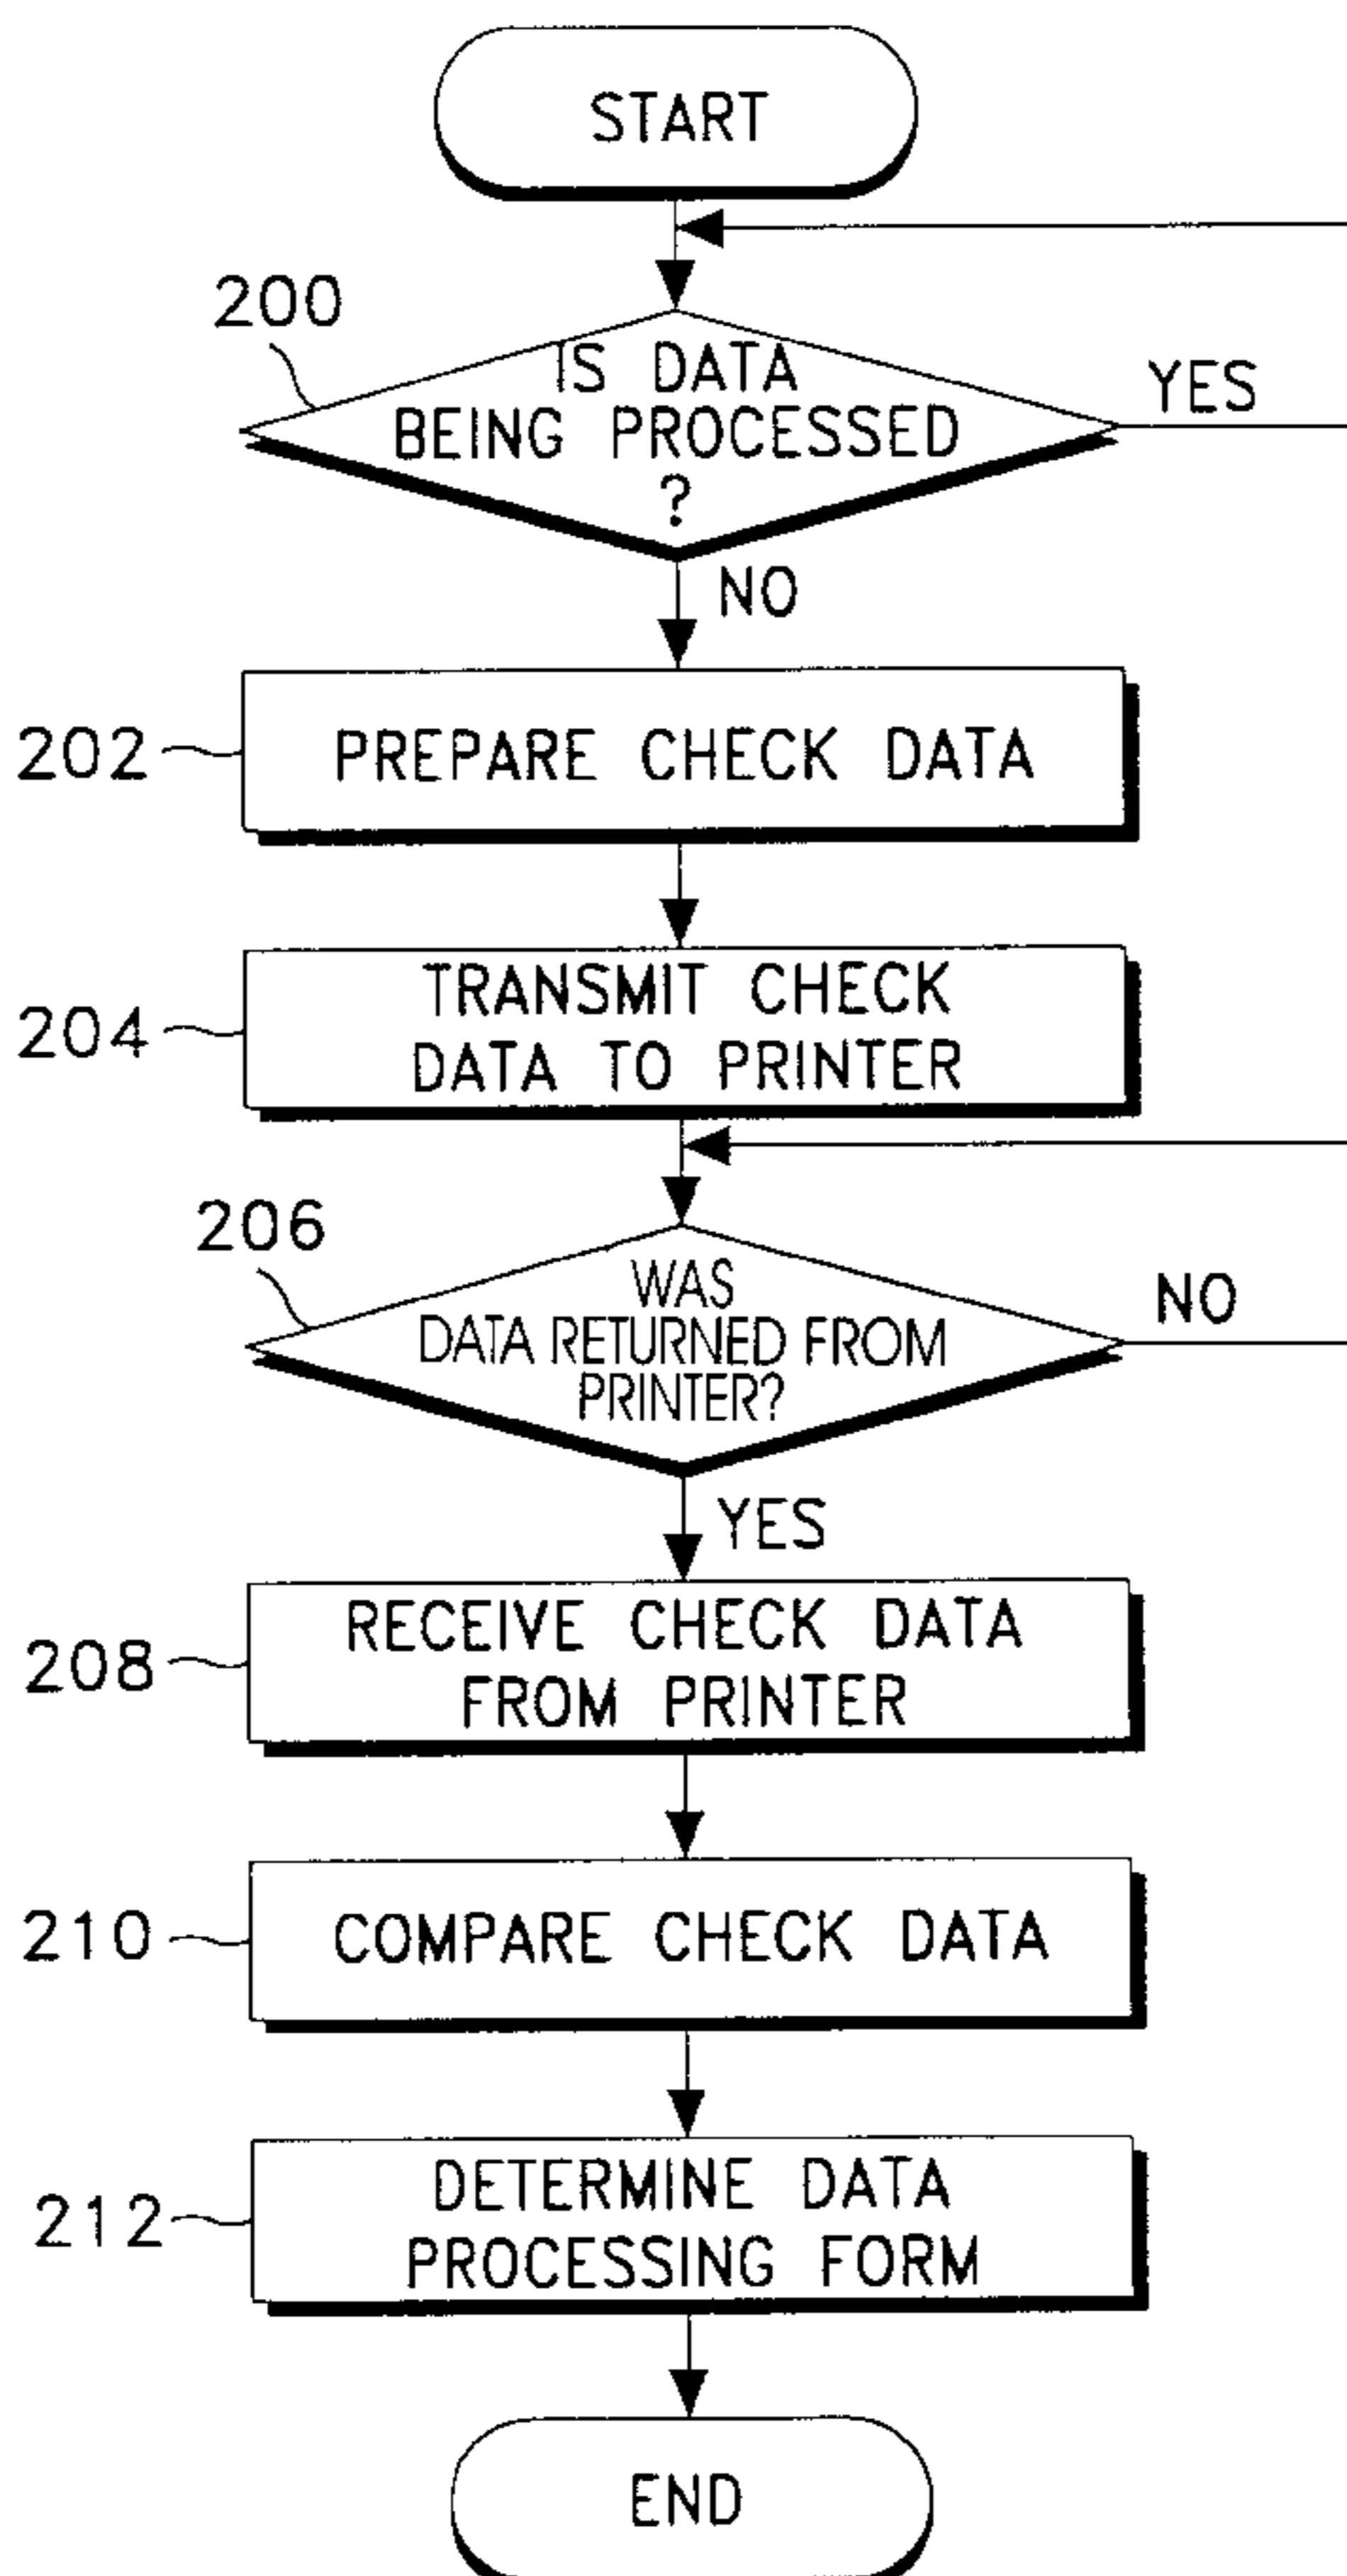 START
200
IS DATA
BEING PROCESSED
?
YES
NO
202
PREPARE CHECK DATA
204
TRANSMIT CHECK
DATA TO PRINTER
206
WAS
DATA RETURNED FROM
PRINTER?
NO
YES
208
RECEIVE CHECK DATA
FROM PRINTER
210
COMPARE CHECK DATA
212
DETERMINE DATA
PROCESSING FORM
END